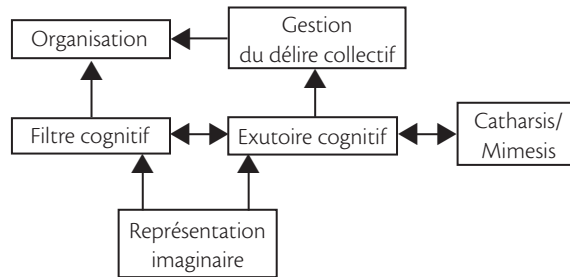 Organisation
Gestion
du délire collectif
Filtre cognitif
Exutoire cognitif
Catharsis/
Mimesis
Représentation
imaginaire